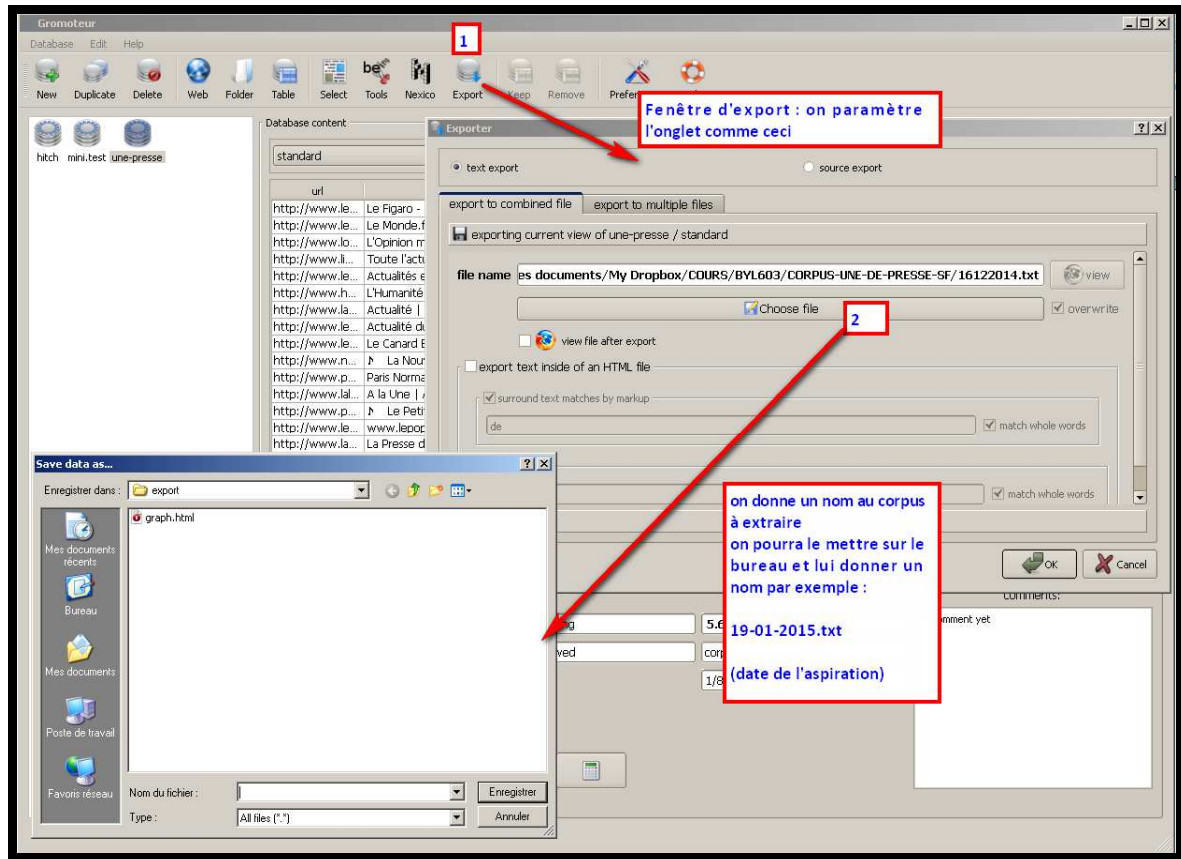 Gromoteur
Database Edit Help
1
New Duplicate Delete Web Folder Table Select Tools Nexico Export Keep Remove
Fenêtre d'export : on paramètre
l'onglet comme ceci
hitch mini.test une-presse
Database content
standard
url
http://www.le... Le Figaro -
http://www.le... Le Monde.f
http://www.lo... L'Opinion
http://www.li... Toute l'actu
http://www.le... Actualités e
http://www.h... L'Humanité
http://www.la... Actualité |
http://www.le... Actualité du
http://www.le... Le Canard E
http://www.n... La Nou
http://www.p... Paris Norma
http://www.lal... A la Une |
http://www.p... Le Peti
http://www.le... www.lepop
http://www.la... La Presse d
Exporter
text export source export
export to combined file export to multiple files
exporting current view of une-presse / standard
file name es documents/My Dropbox/COURS/BYL603/CORPUS-UNE-DE-PRESSE-SF/16122014.txt view
Choose file overwrite
2
view file after export
export text inside of an HTML file
surround text matches by markup
de match whole words
match whole words
OK Cancel
on donne un nom au corpus
à extraire
on pourra le mettre sur le
bureau et lui donner un
nom par exemple :
19-01-2015.txt
(date de l'aspiration)
Save data as...
Enregistrer dans : export
graph.html
Mes documents
récents
Bureau
Mes documents
Poste de travail
Favoris réseau
Nom du fichier : Enregistrer
Type : All files (*.*) Annuler
ng 5.6
ved corp
1/8
comments:
omment yet